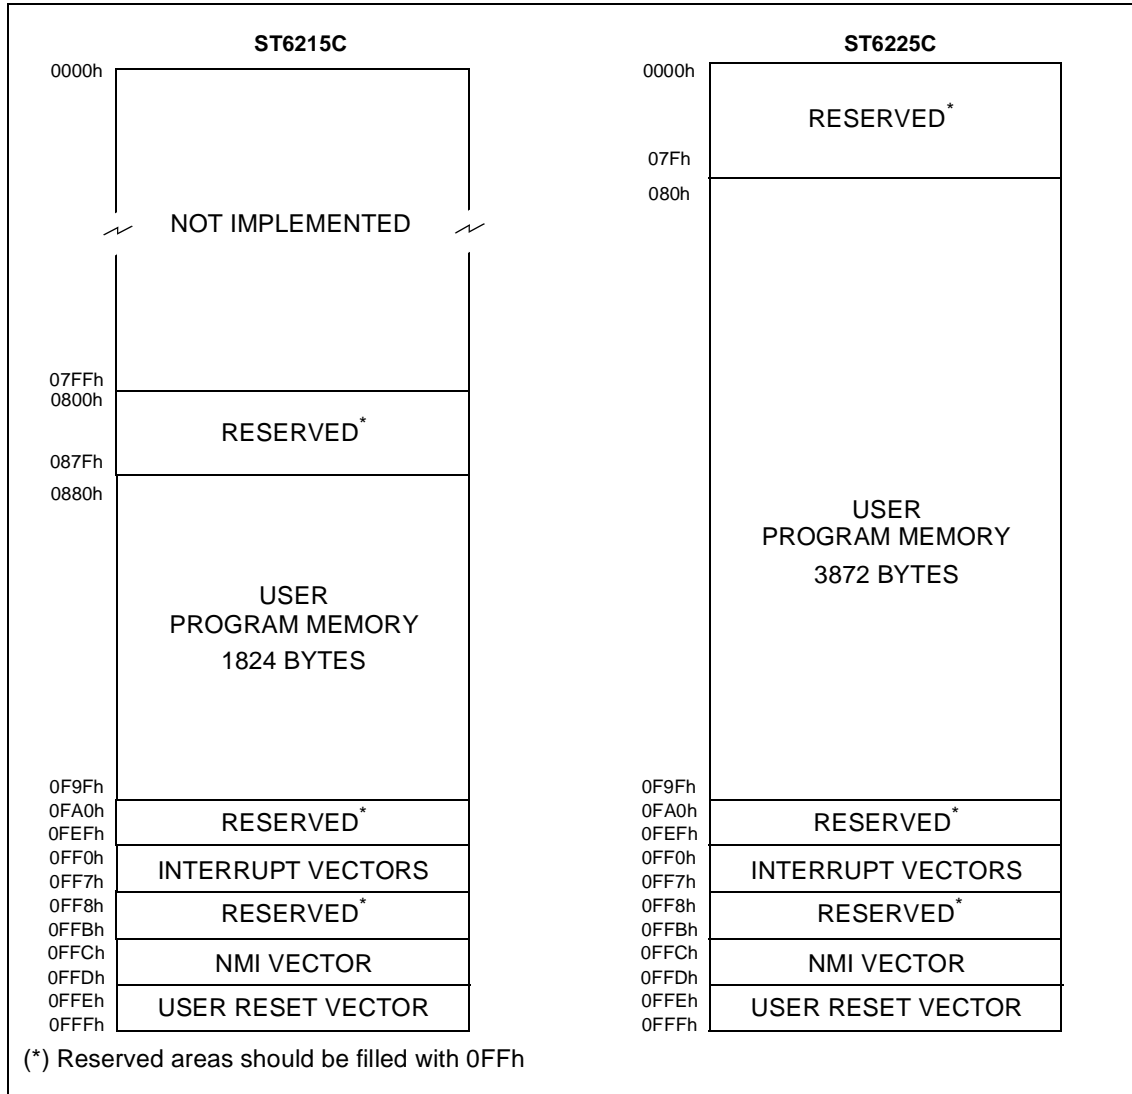 ST6215C
0000h
NOT IMPLEMENTED
07FFh
0800h
RESERVED*
087Fh
0880h
USER
PROGRAM MEMORY
1824 BYTES
0F9Fh
0FA0h
RESERVED*
0FEFh
0FF0h
INTERRUPT VECTORS
0FF7h
0FF8h
RESERVED*
0FFBh
0FFCh
NMI VECTOR
0FFDh
0FFEh
USER RESET VECTOR
0FFFh
ST6225C
0000h
RESERVED*
07Fh
080h
USER
PROGRAM MEMORY
3872 BYTES
0F9Fh
0FA0h
RESERVED*
0FEFh
0FF0h
INTERRUPT VECTORS
0FF7h
0FF8h
RESERVED*
0FFBh
0FFCh
NMI VECTOR
0FFDh
0FFEh
USER RESET VECTOR
0FFFh
(*) Reserved areas should be filled with 0FFh